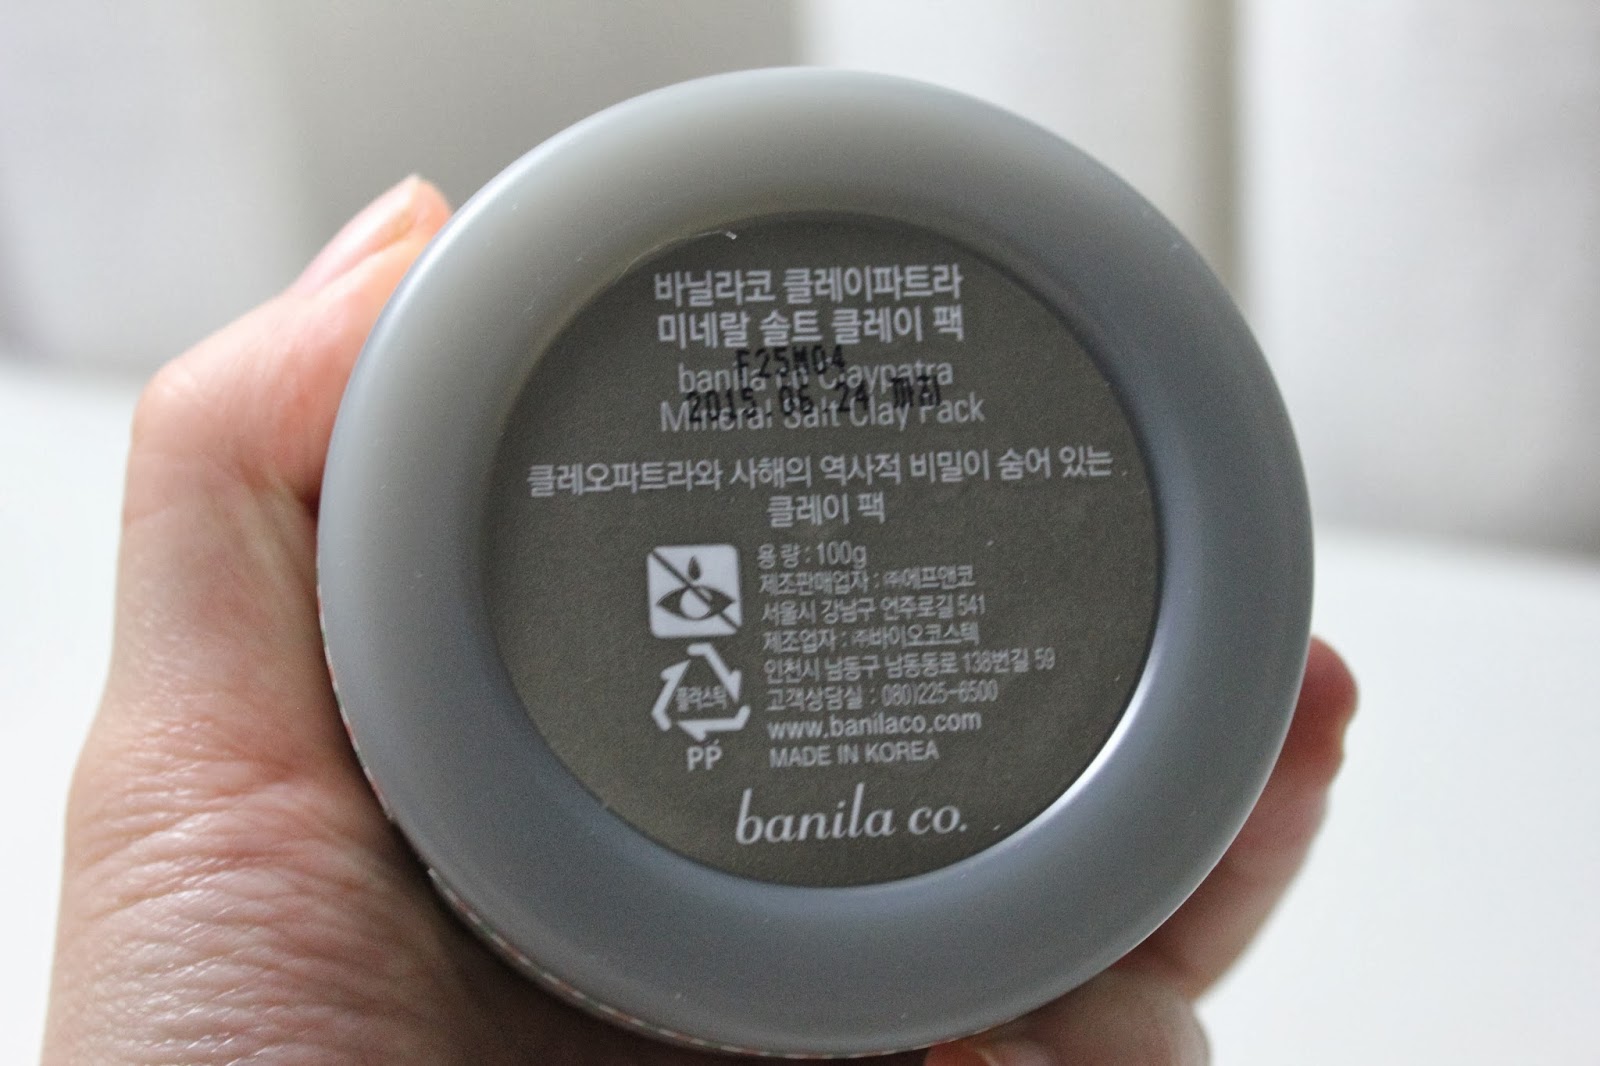 바닐라코 클레이파트라
미네랄 솔트 클레이 팩
F25M04
banila co Claypatra
2015.06.24 까지
Mineral Salt Clay Pack
클레오파트라와 사해의 역사적 비밀이 숨어 있는
클레이 팩
용 량 : 100g
제조판매업자 : ㈜에프앤코
서울시 강남구 언주로길 541
제조업자 : ㈜바이오코스텍
인천시 남동구 남동동로 138번길 59
고객상담실 : 080)225-6500
www.banilaco.com
MADE IN KOREA
플라스틱
PP
banila co.